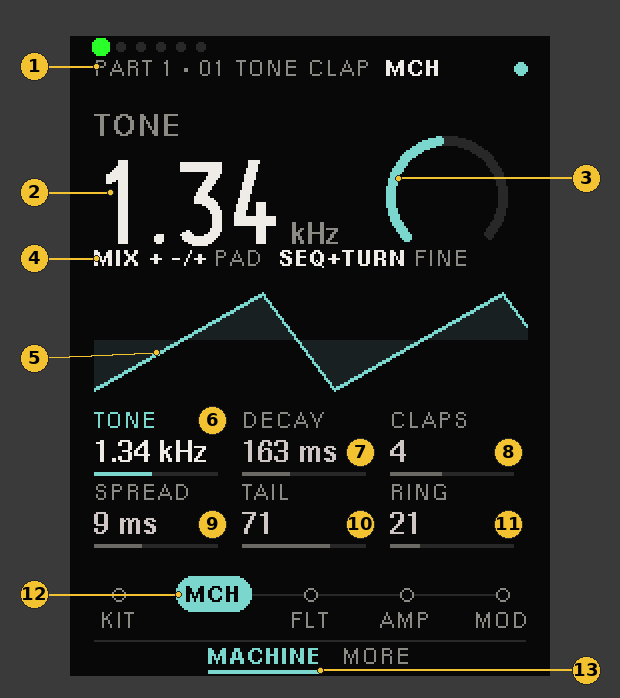 1 PART 1 · 01 TONE CLAP MCH
TONE
2 1.34 kHz 3
4 MIX + -/+ PAD SEQ+TURN FINE
5
TONE 6 DECAY CLAPS
1.34 kHz 163 ms 7 4 8
SPREAD TAIL RING
9 ms 9 71 10 21 11
12 MCH
KIT FLT AMP MOD
MACHINE MORE 13